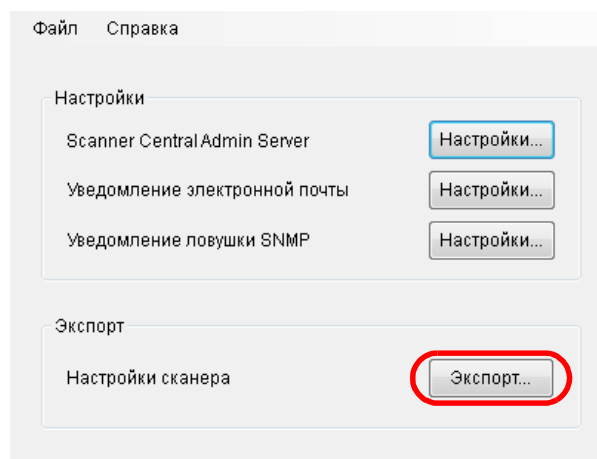 Файл Справка
Настройки
Scanner Central Admin Server Настройки...
Уведомление электронной почты Настройки...
Уведомление ловушки SNMP Настройки...
Экспорт
Настройки сканера Экспорт...